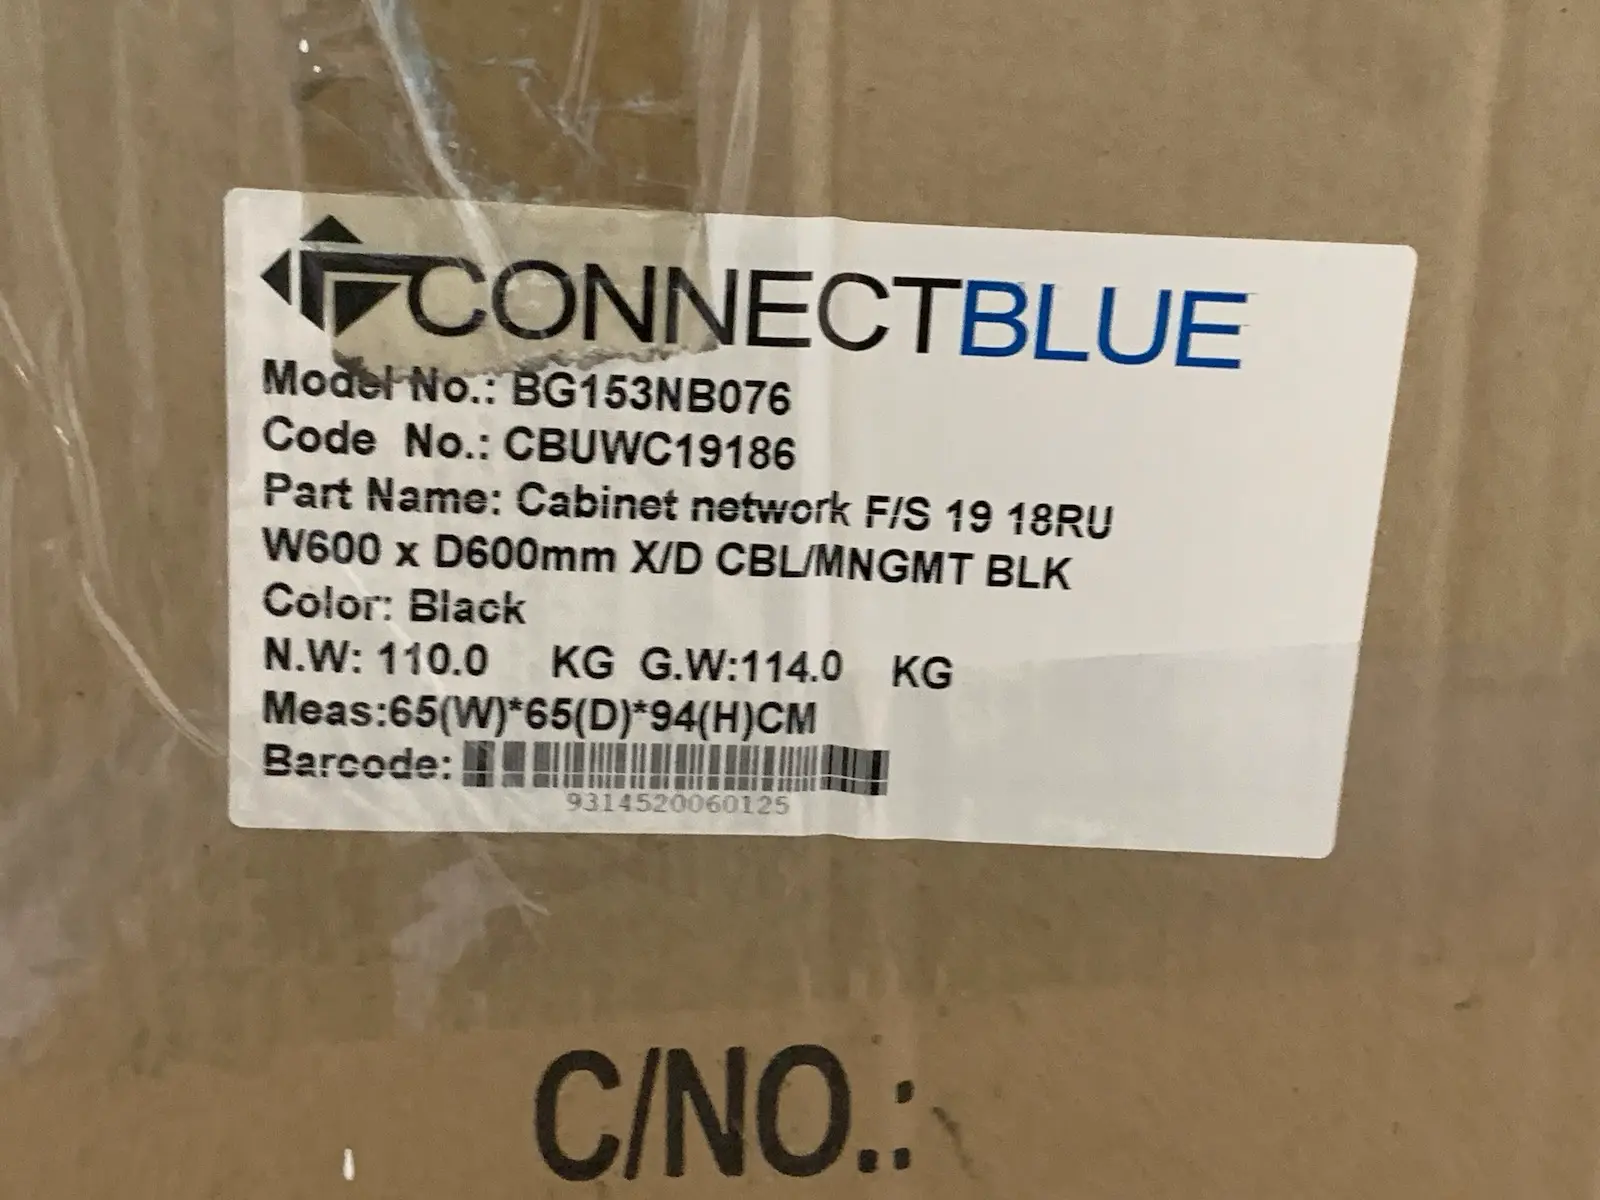 CONNECTBLUE
Model No.: BG153NB076
Code No.: CBUWC19186
Part Name: Cabinet network F/S 19 18RU
W600 x D600mm X/D CBL/MNGMT BLK
Color: Black
N.W: 110.0 KG G.W:114.0 KG
Meas:65(W)*65(D)*94(H)CM
Barcode:
9314520060125
C/NO.: